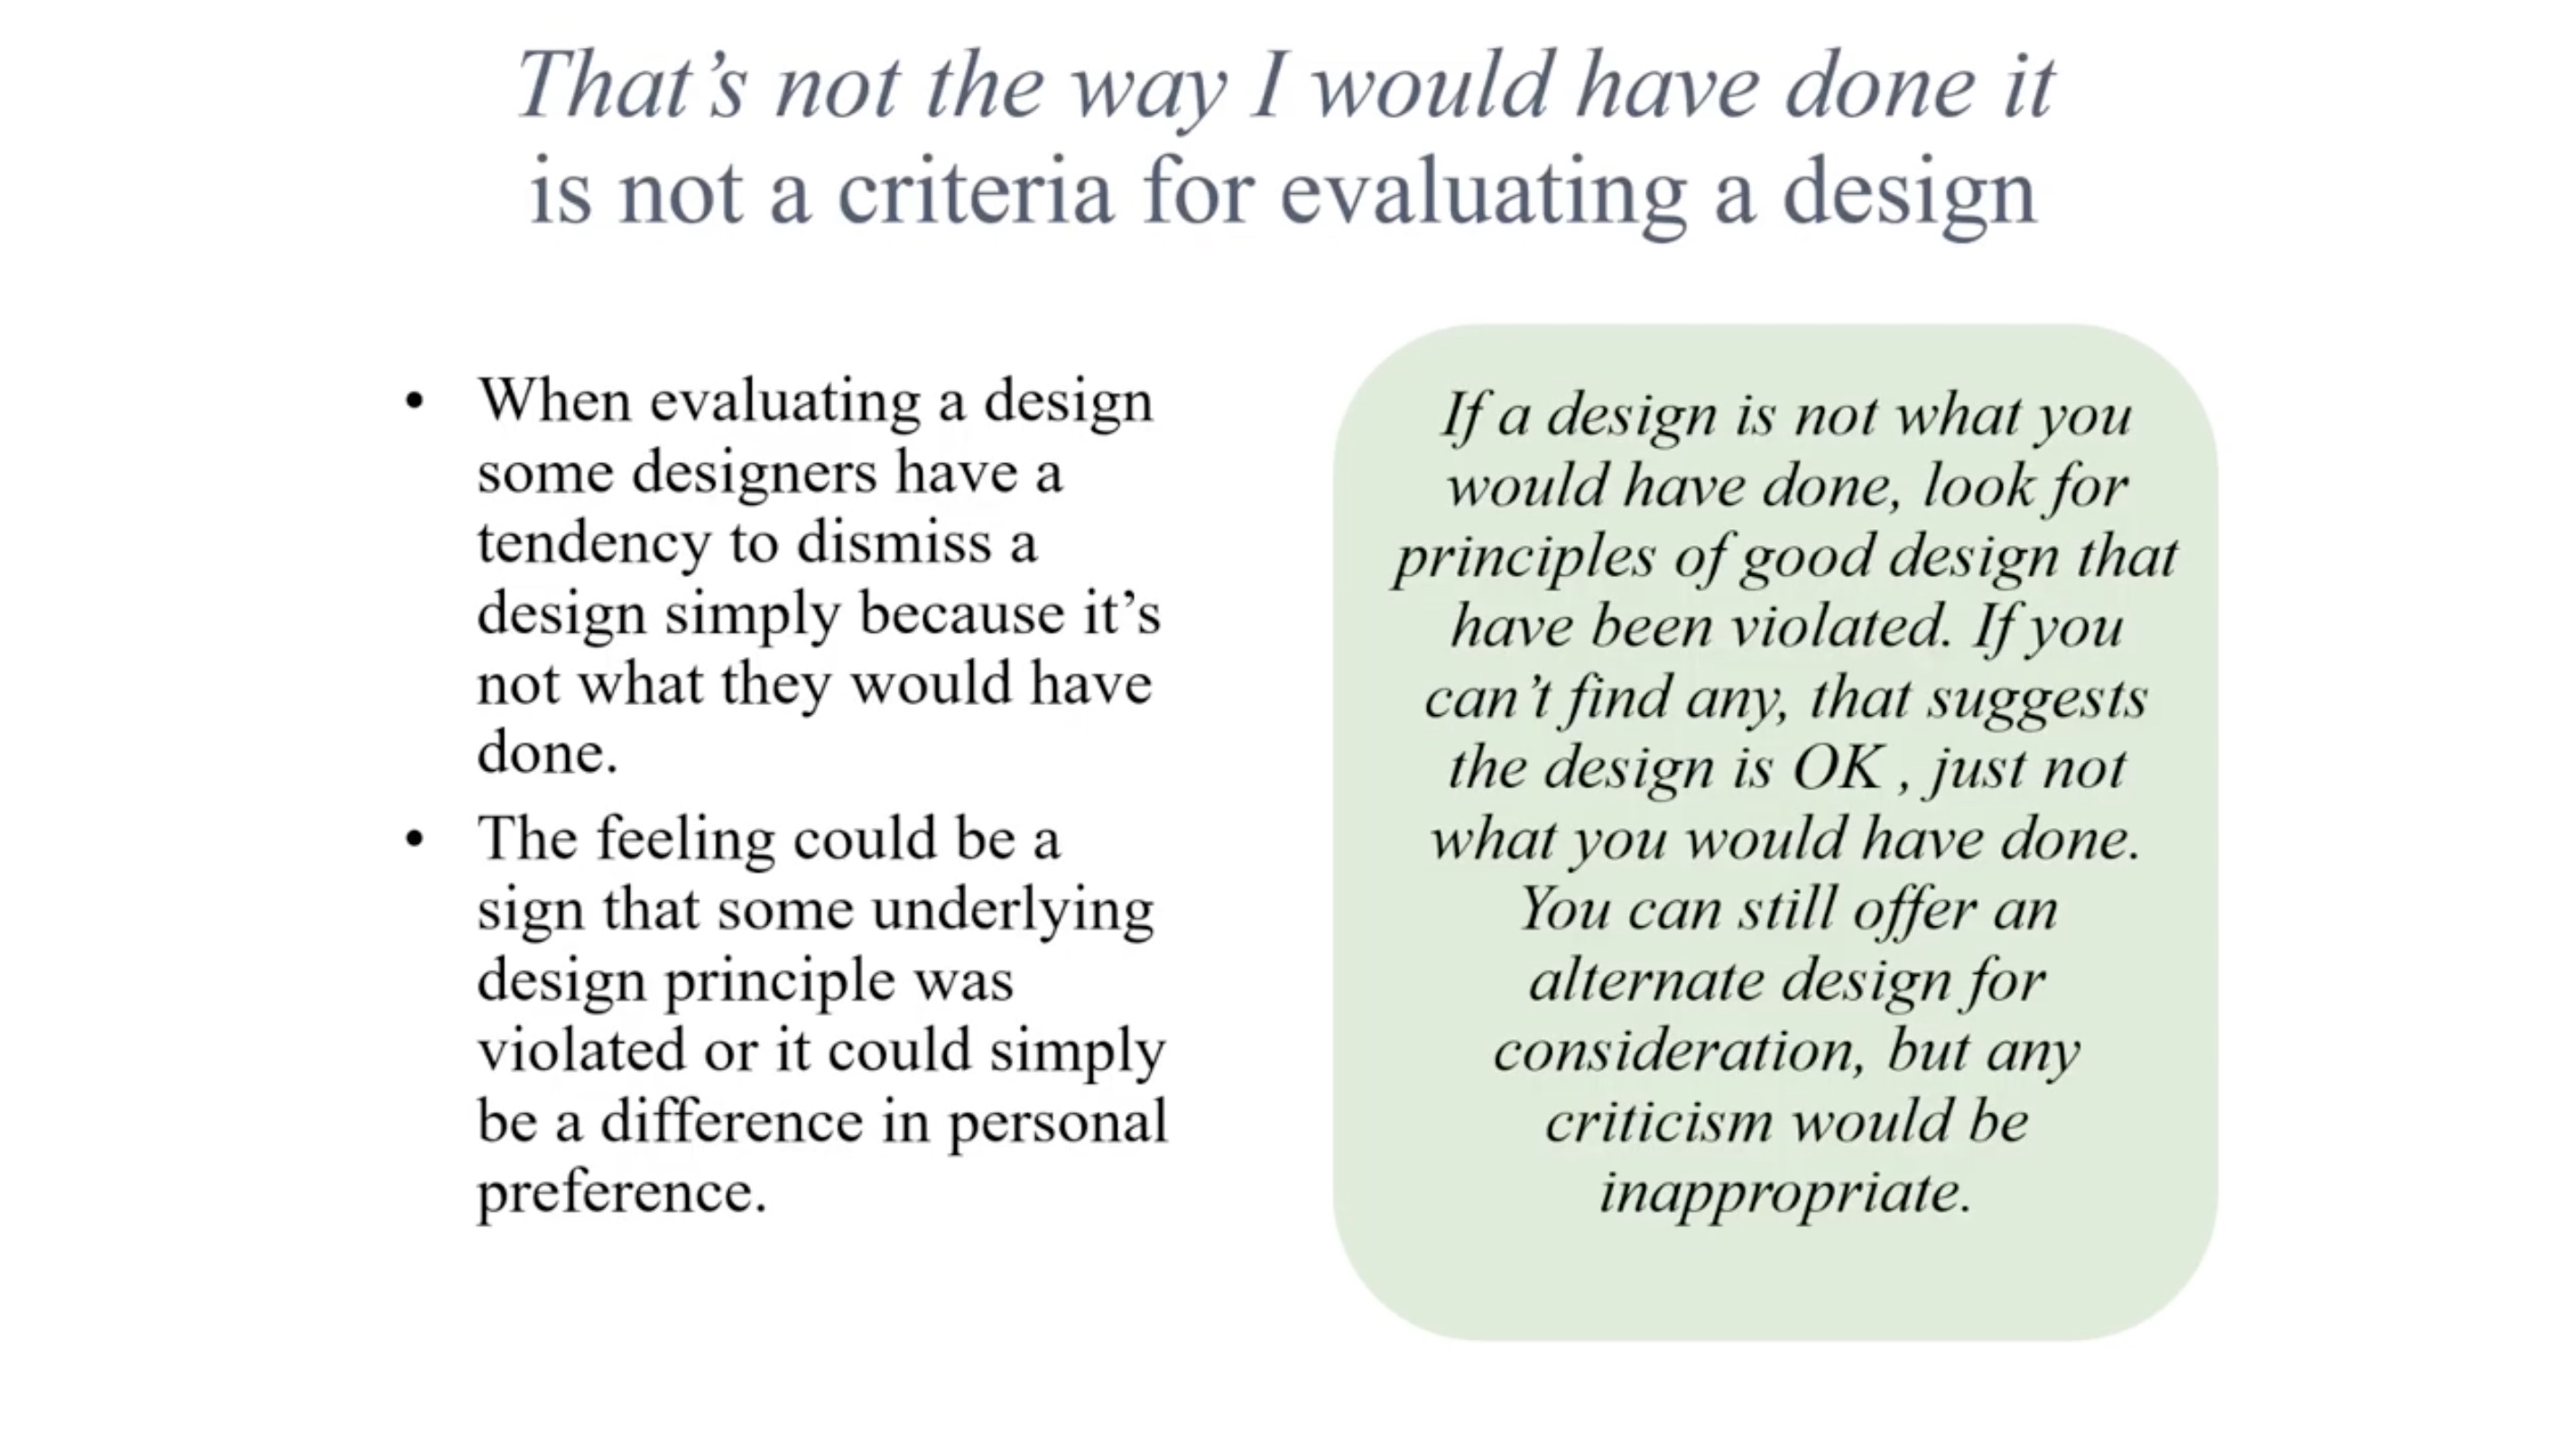 That’s not the way I would have done it
is not a criteria for evaluating a design
• When evaluating a design
some designers have a
tendency to dismiss a
design simply because it’s
not what they would have
done.
• The feeling could be a
sign that some underlying
design principle was
violated or it could simply
be a difference in personal
preference.
If a design is not what you
would have done, look for
principles of good design that
have been violated. If you
can’t find any, that suggests
the design is OK , just not
what you would have done.
You can still offer an
alternate design for
consideration, but any
criticism would be
inappropriate.